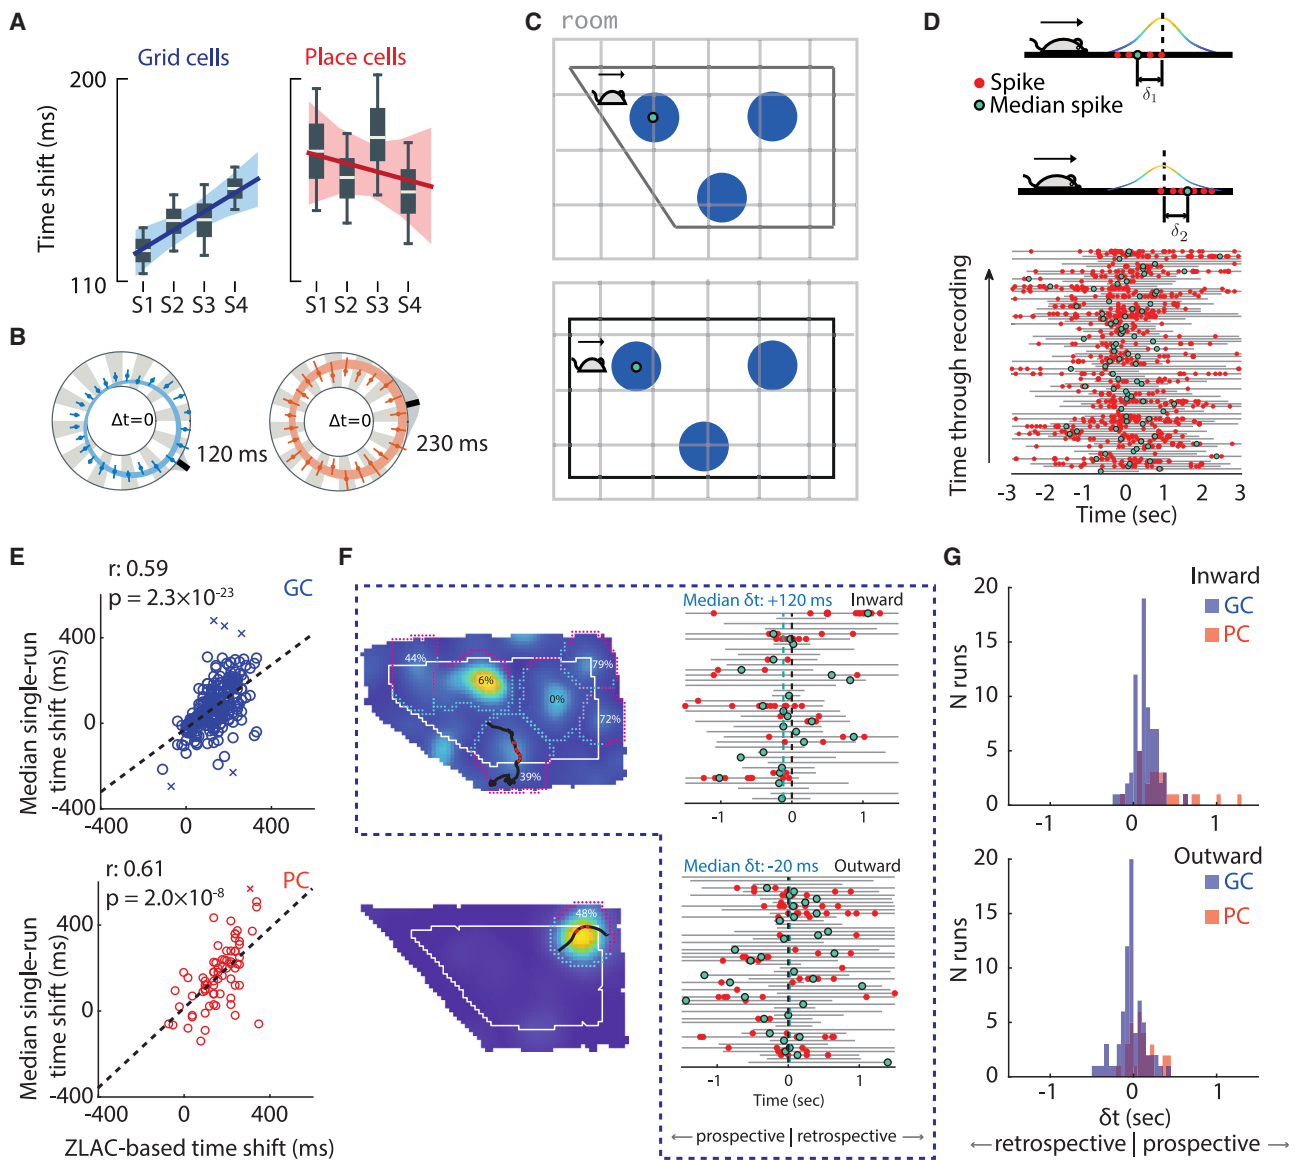 A
Grid cells
Place cells
200
Time shift (ms)
110
S1 S2 S3 S4
S1 S2 S3 S4
B
Δt=0
120 ms
Δt=0
230 ms
C
room
D
Spike
Median spike
δ1
δ2
Time through recording
-3 -2 -1 0 1 2 3
Time (sec)
E
r: 0.59
p = 2.3×10-23
GC
Median single-run
time shift (ms)
400
0
-400
-400 0 400
r: 0.61
p = 2.0×10-8
PC
Median single-run
time shift (ms)
400
0
-400
-400 0 400
ZLAC-based time shift (ms)
F
44%
6%
0%
79%
72%
39%
48%
Median δt: +120 ms
Inward
-1 0 1
Median δt: -20 ms
Outward
-1 0 1
Time (sec)
←prospective | retrospective→
G
20
15
10
5
0
N runs
Inward
GC
PC
-1 0 1
20
15
10
5
0
N runs
Outward
GC
PC
-1 0 1
δt (sec)
←retrospective | prospective→